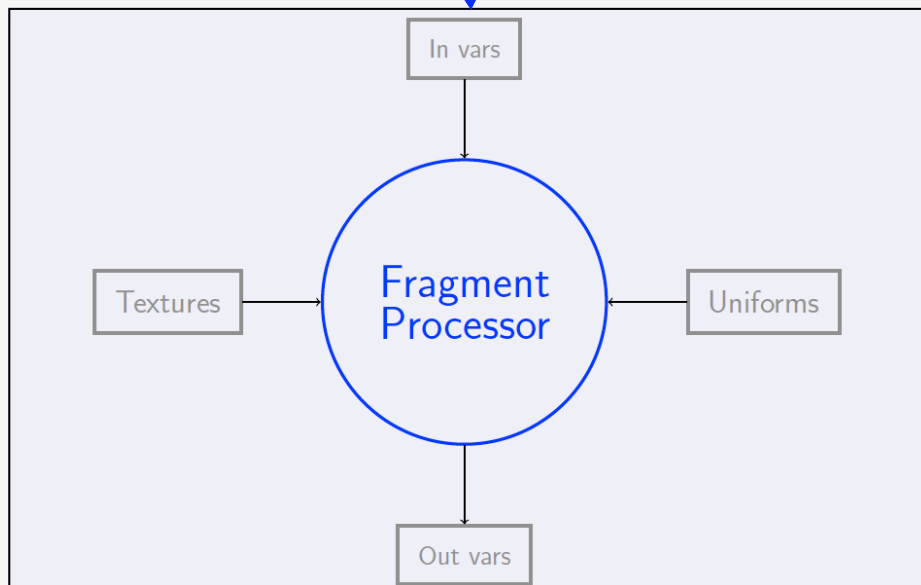 In vars
Textures
Fragment
Processor
Uniforms
Out vars